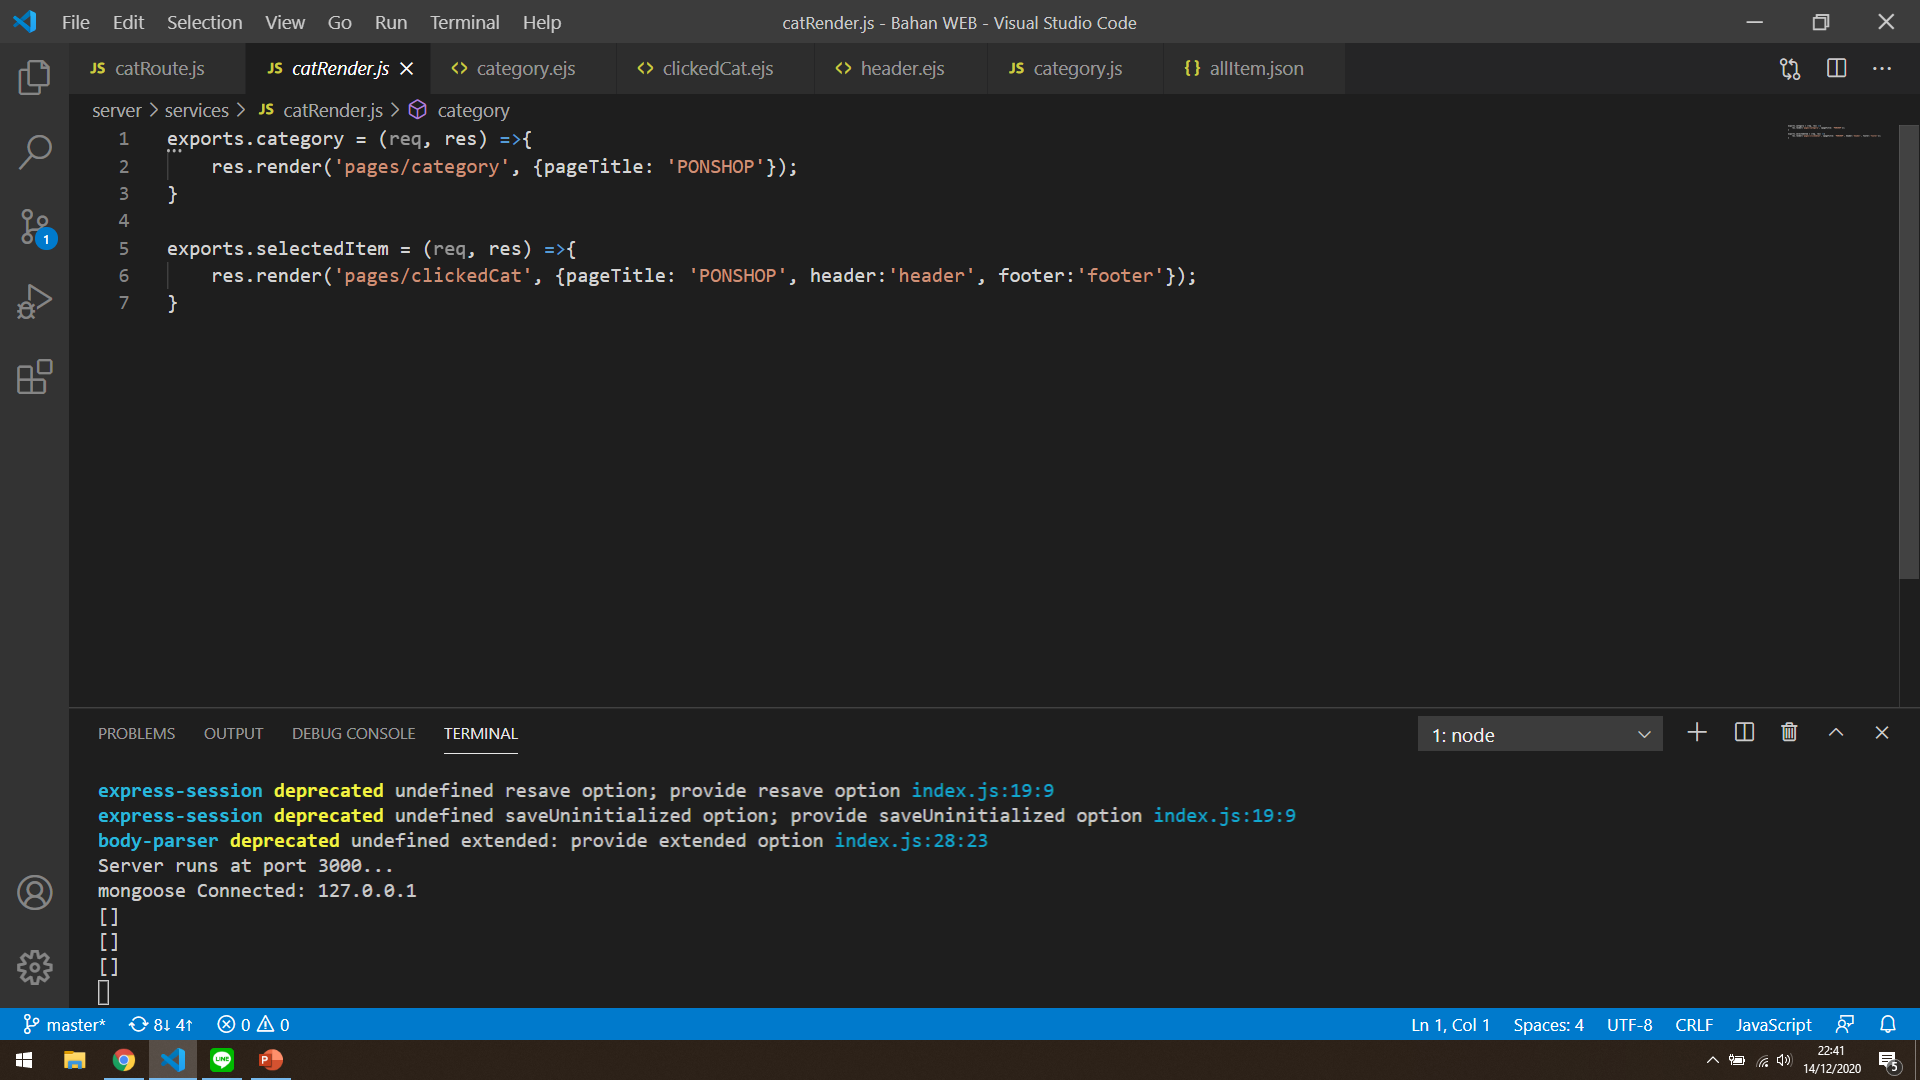 File Edit Selection View Go Run Terminal Help
catRender.js - Bahan WEB - Visual Studio Code
JS catRoute.js
JS catRender.js
<> category.ejs
<> clickedCat.ejs
<> header.ejs
JS category.js
{} allItem.json
server > services > JS catRender.js > category
1 exports.category = (req, res) =>{
2     res.render('pages/category', {pageTitle: 'PONSHOP'});
3 }
4
5 exports.selectedItem = (req, res) =>{
6     res.render('pages/clickedCat', {pageTitle: 'PONSHOP', header:'header', footer:'footer'});
7 }
1
PROBLEMS OUTPUT DEBUG CONSOLE TERMINAL
1: node
express-session deprecated undefined resave option; provide resave option index.js:19:9
express-session deprecated undefined saveUninitialized option; provide saveUninitialized option index.js:19:9
body-parser deprecated undefined extended: provide extended option index.js:28:23
Server runs at port 3000...
mongoose Connected: 127.0.0.1
[]
[]
[]
master* 8↓ 4↑ 0 0
Ln 1, Col 1 Spaces: 4 UTF-8 CRLF JavaScript
LINE
P
22:41
14/12/2020
5